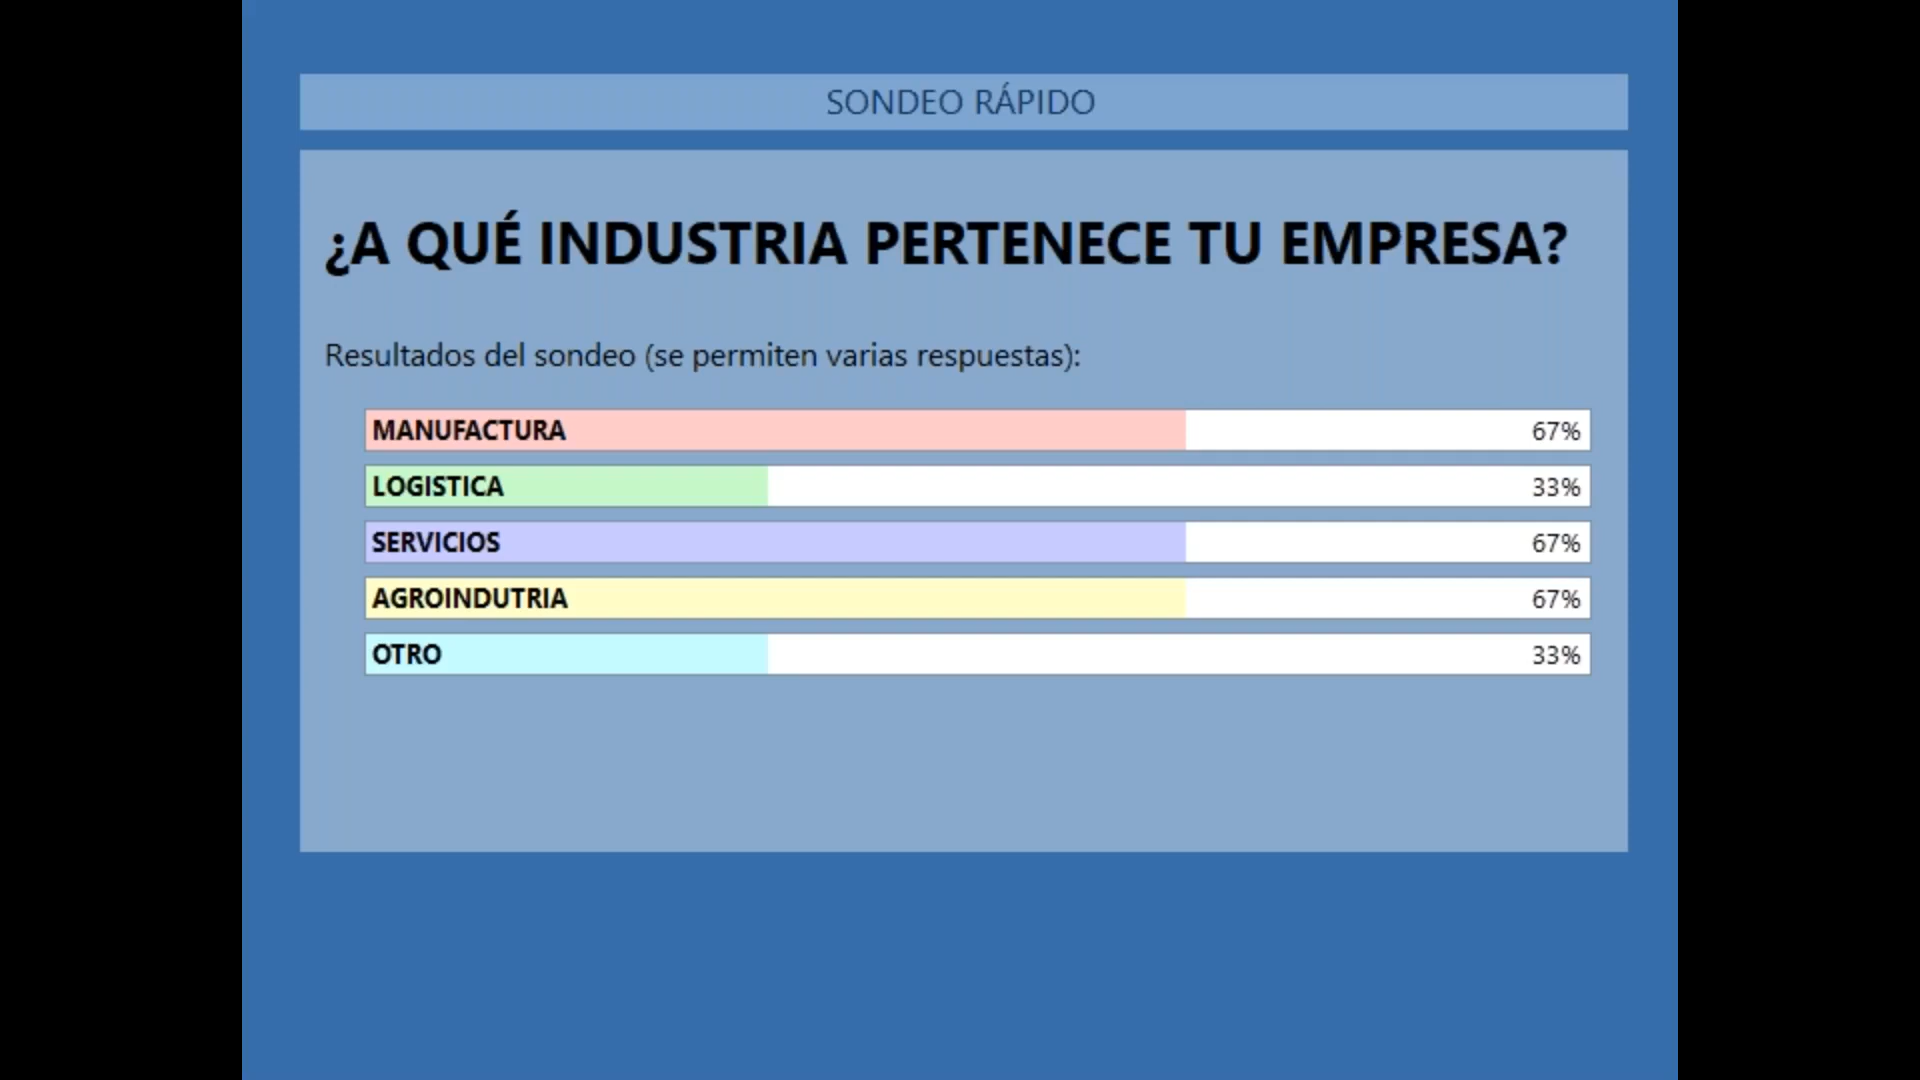 SONDEO RÁPIDO
¿A QUÉ INDUSTRIA PERTENECE TU EMPRESA?
Resultados del sondeo (se permiten varias respuestas):
MANUFACTURA 67%
LOGISTICA 33%
SERVICIOS 67%
AGROINDUTRIA 67%
OTRO 33%